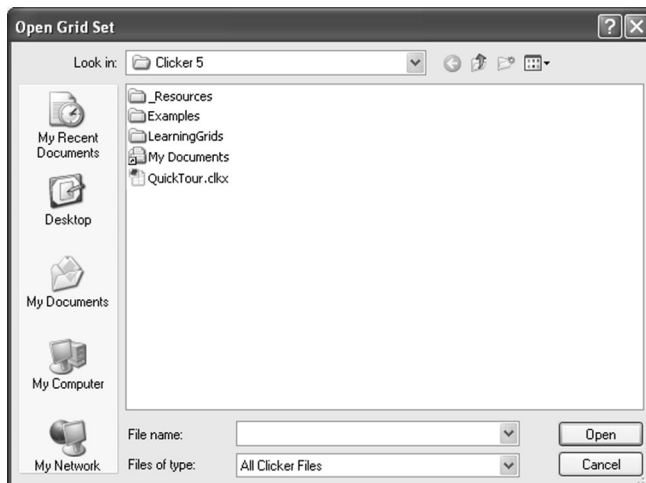 Open Grid Set
Look in: Clicker 5
My Recent
Documents
Desktop
My Documents
My Computer
My Network
_Resources
Examples
LearningGrids
My Documents
QuickTour.clkx
File name:
Open
Files of type: All Clicker Files
Cancel